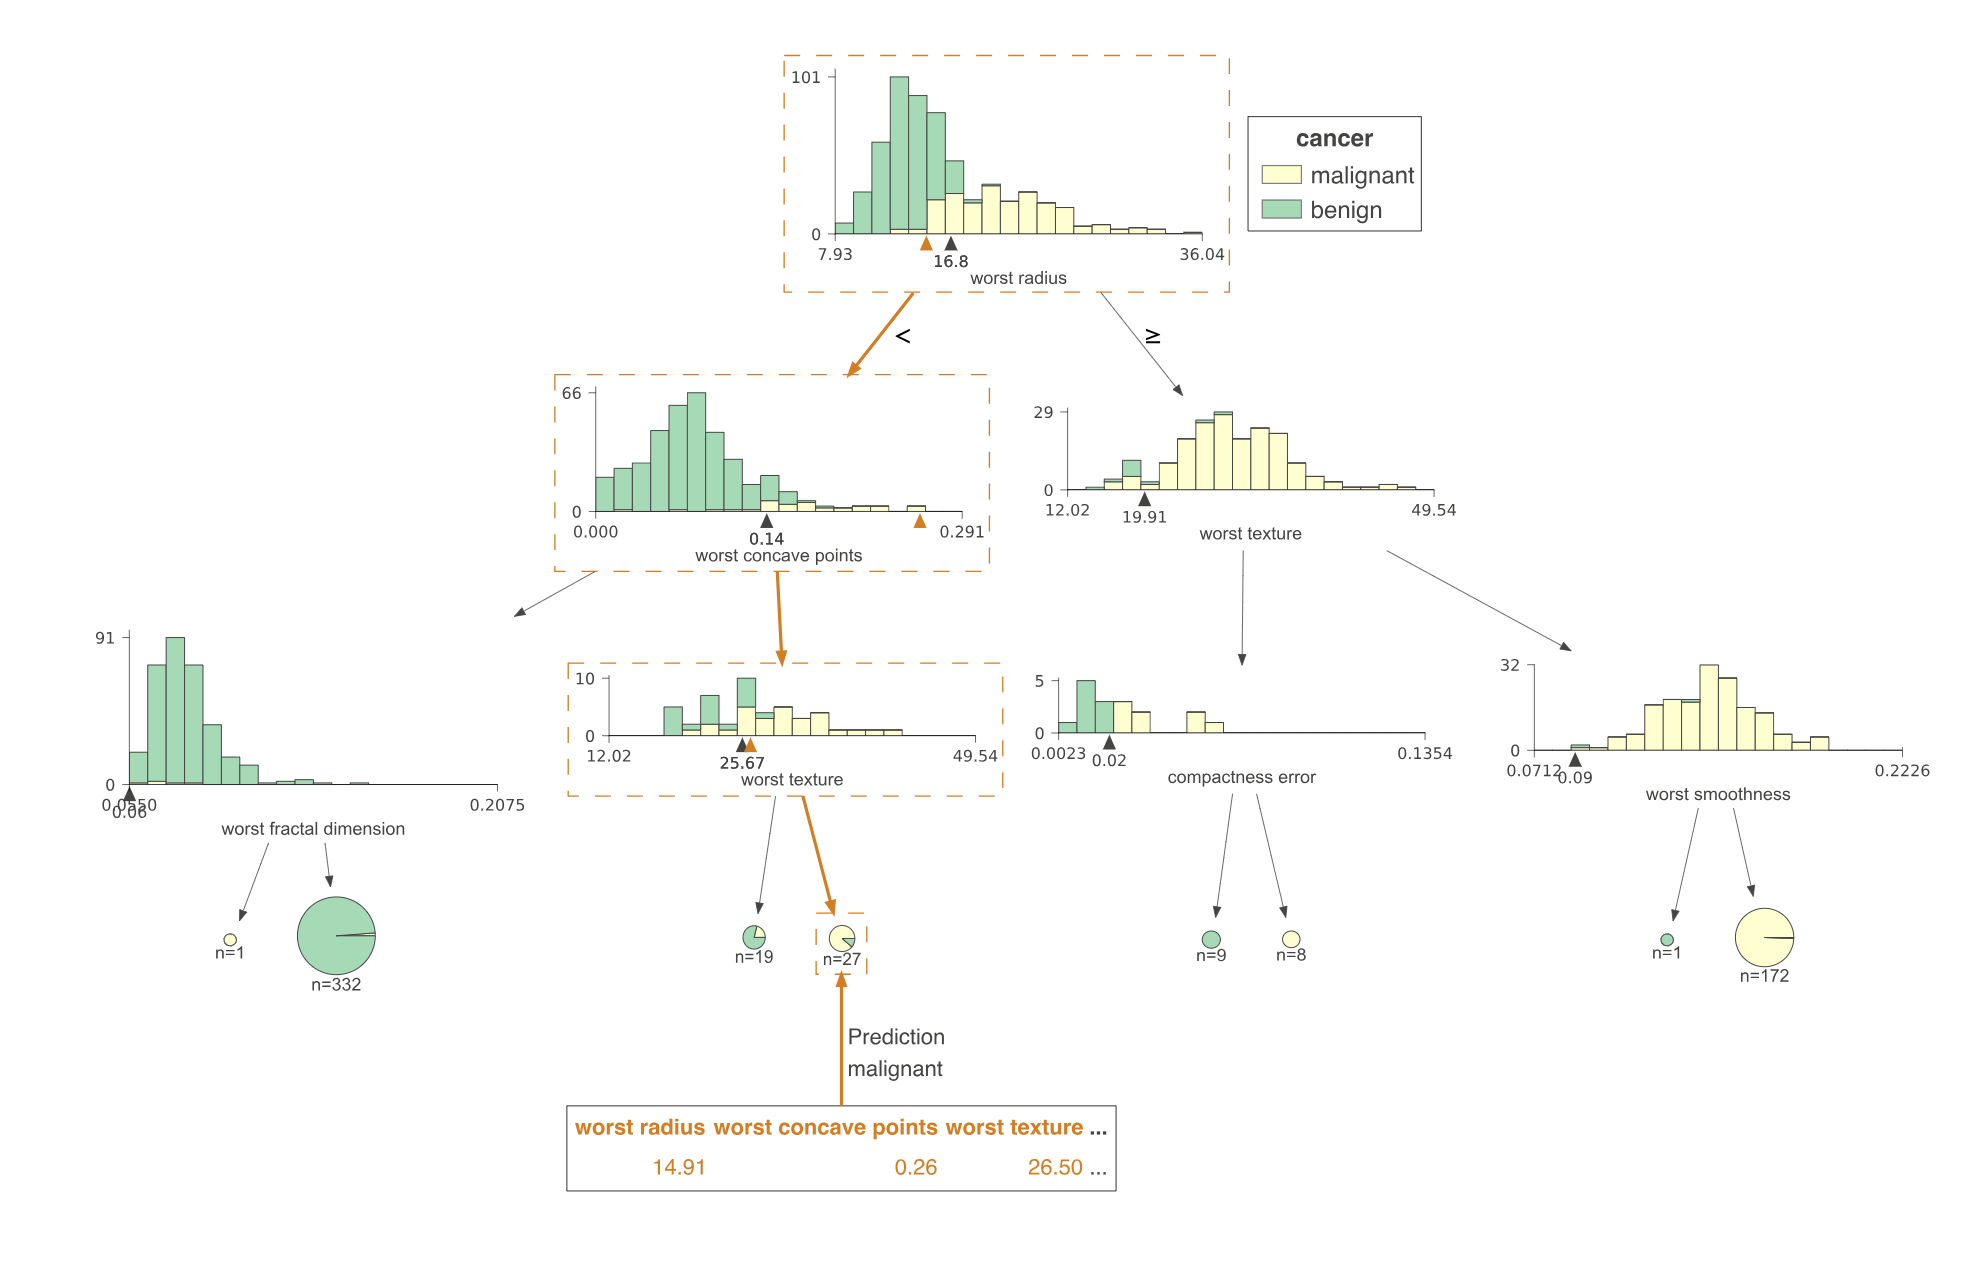 101
0
7.93
16.8
36.04
worst radius
cancer
malignant
benign
<
≥
66
0
0.000
0.14
0.291
worst concave points
29
0
12.02
19.91
49.54
worst texture
91
0
0.0550
0.06
0.2075
worst fractal dimension
10
0
12.02
25.67
49.54
worst texture
5
0
0.0023
0.02
0.1354
compactness error
32
0
0.0712
0.09
0.2226
worst smoothness
n=1
n=332
n=19
n=27
n=9
n=8
n=1
n=172
Prediction
malignant
worst radius worst concave points worst texture ...
14.91 0.26 26.50 ...